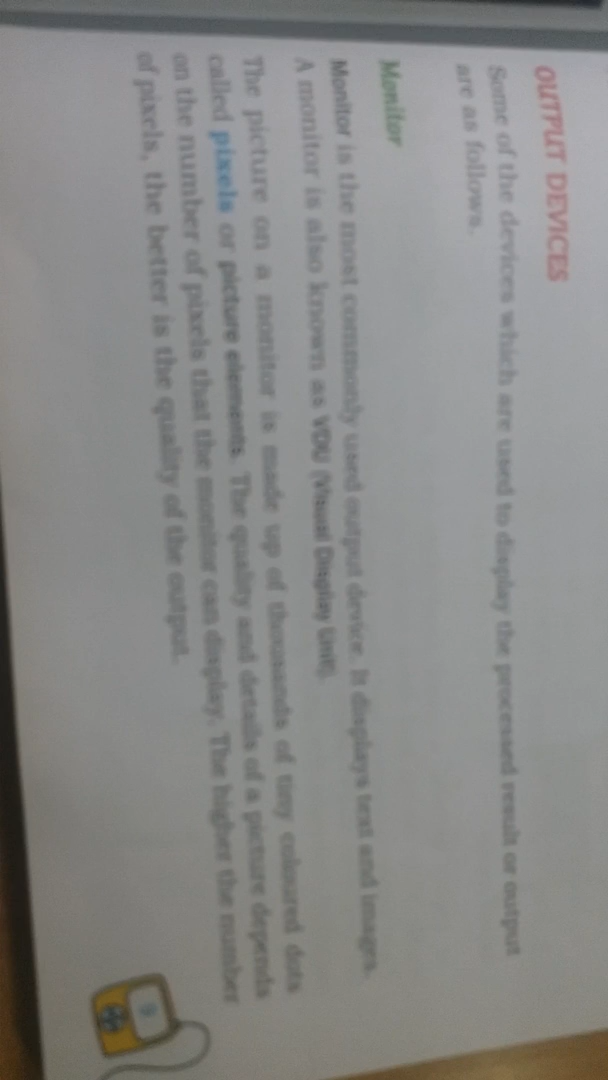 OUTPUT DEVICES
Some of the devices which are used to display the processed result or output
are as follows.
Monitor
Monitor is the most commonly used output device. It displays text and images.
A monitor is also known as VDU (Visual Display Unit).
The picture on a monitor is made up of thousands of tiny coloured dots
called pixels or picture elements. The quality and details of a picture depends
on the number of pixels that the monitor can display. The higher the number
of pixels, the better is the quality of the output.